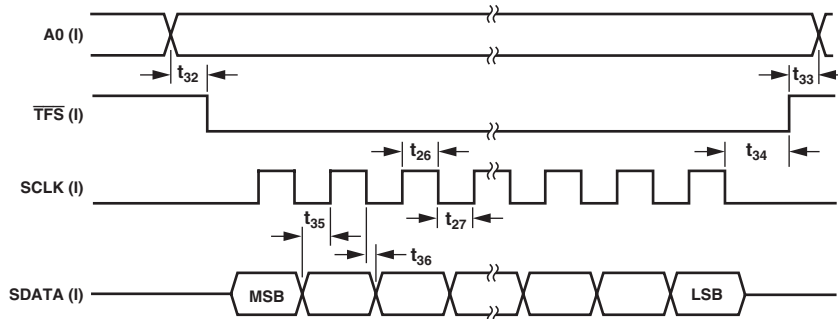 A0 (I)
t32
t33
TFS (I)
t26
t34
SCLK (I)
t35
t27
t36
SDATA (I)
MSB
LSB